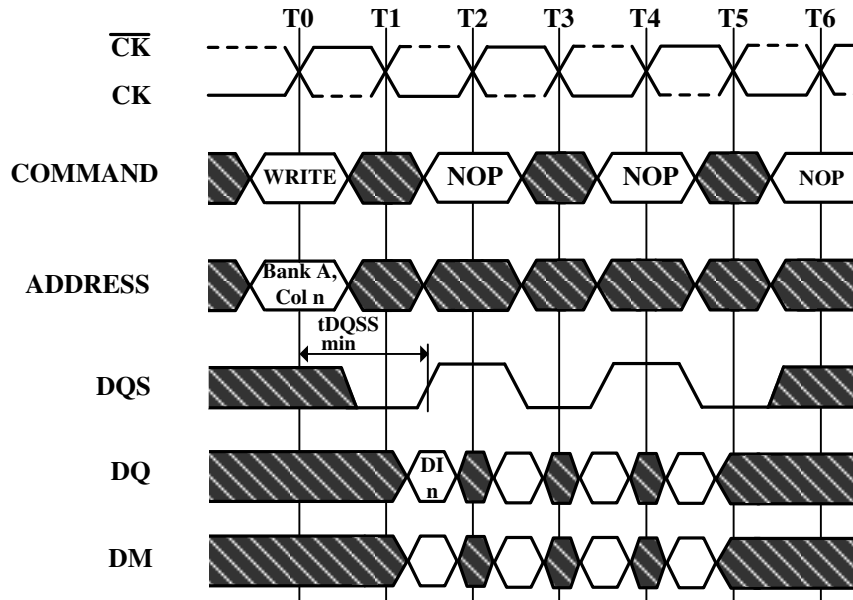 T0 T1 T2 T3 T4 T5 T6
CK
CK
COMMAND WRITE NOP NOP NOP
ADDRESS Bank A,
Col n
tDQSS
min
DQS
DQ DI
n
DM